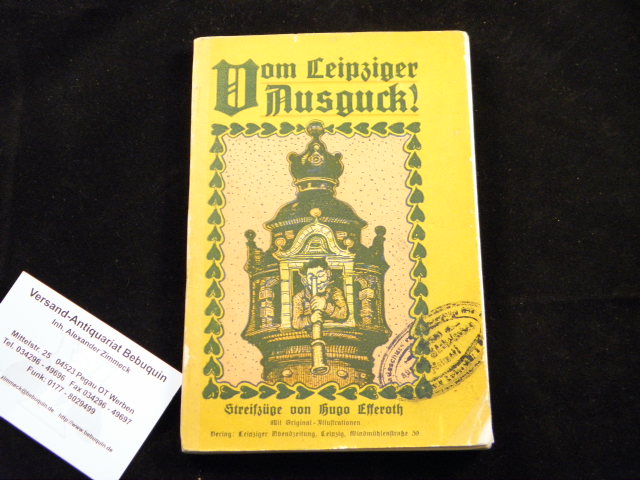 Vom Leipziger
Ausguck!
Streifzüge von Hugo Efferoth
Mit Original-Illustrationen
Verlag: Leipziger Abendzeitung, Leipzig, Windmühlenstraße 39
Versand-Antiquariat Bebuquin
Inh. Alexander Zimmeck
Mittelstr. 25 04523 Pegau OT Werben
Tel. 034296 - 49696 Fax 034296 - 49697
Funk: 0177 - 8029499
zimmeck@bebuquin.de http://www.bebuquin.de